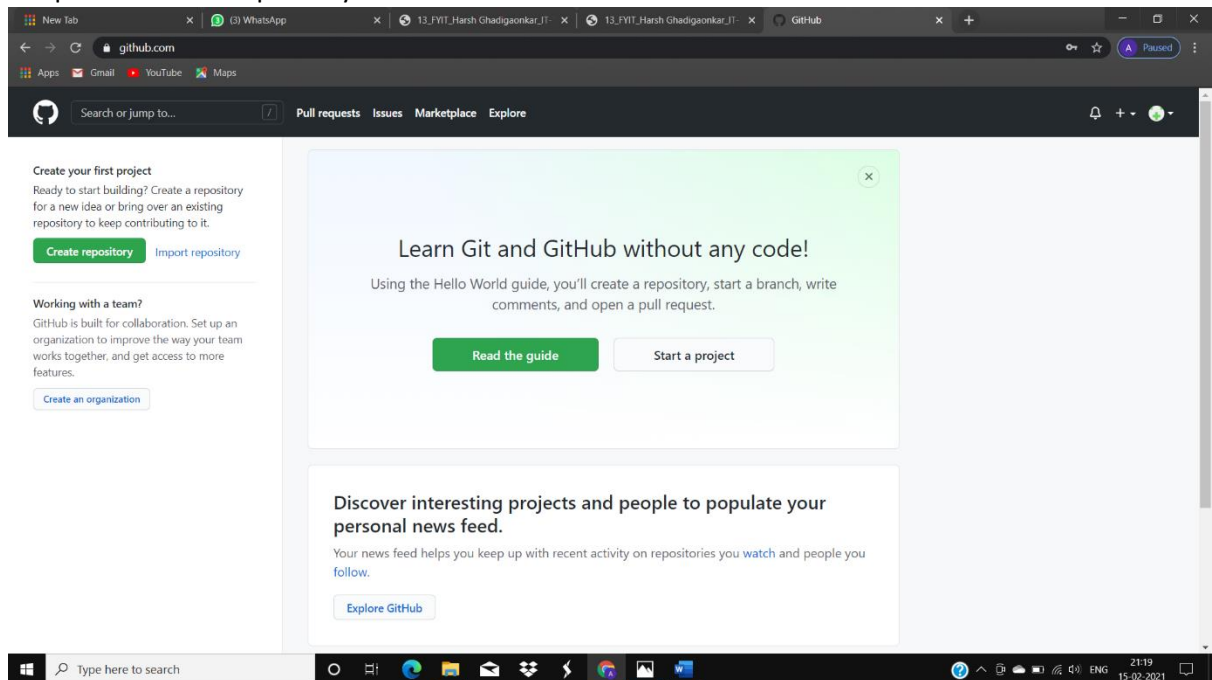 New Tab
(3) WhatsApp
13_FYIT_Harsh Ghadigaonkar_IT-
13_FYIT_Harsh Ghadigaonkar_IT-
GitHub
github.com
A Paused
Apps Gmail YouTube Maps
Search or jump to... /
Pull requests Issues Marketplace Explore
Create your first project
Ready to start building? Create a repository
for a new idea or bring over an existing
repository to keep contributing to it.
Create repository Import repository
Working with a team?
GitHub is built for collaboration. Set up an
organization to improve the way your team
works together, and get access to more
features.
Create an organization
Learn Git and GitHub without any code!
Using the Hello World guide, you'll create a repository, start a branch, write
comments, and open a pull request.
Read the guide Start a project
Discover interesting projects and people to populate your
personal news feed.
Your news feed helps you keep up with recent activity on repositories you watch and people you
follow.
Explore GitHub
Type here to search
ENG
21:19
15-02-2021